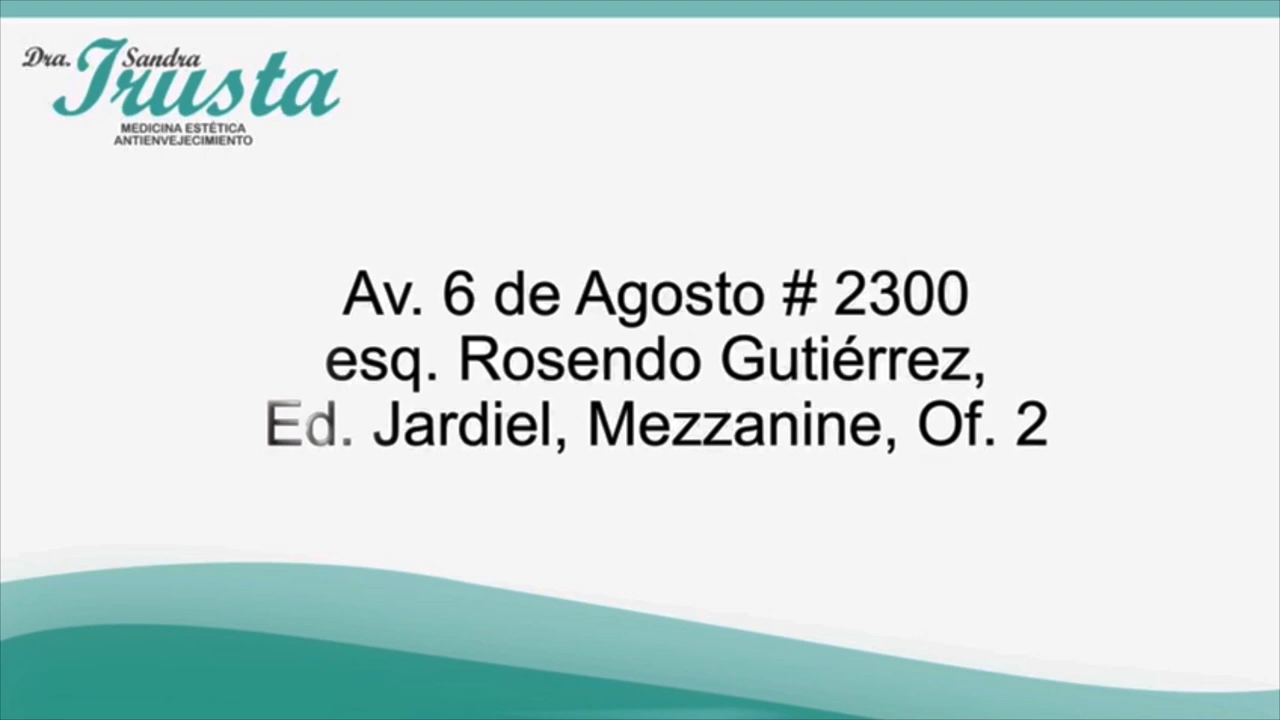 Dra. Sandra
Irusta
MEDICINA ESTÉTICA
ANTIENVEJECIMIENTO
Av. 6 de Agosto # 2300
esq. Rosendo Gutiérrez,
Ed. Jardiel, Mezzanine, Of. 2